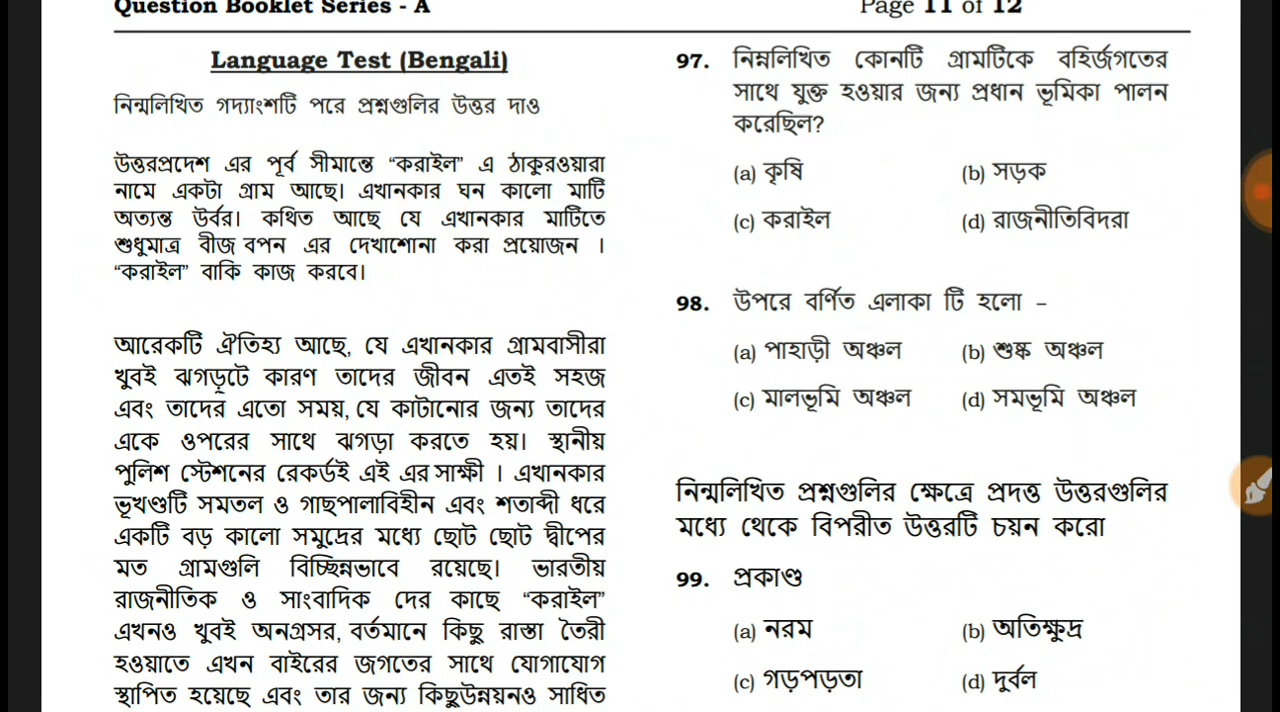 Question Booklet Series - A
Page 11 of 12
Language Test (Bengali)
নিন্মলিখিত গদ্যাংশটি পরে প্রশ্নগুলির উত্তর দাও
উত্তরপ্রদেশ এর পূর্ব সীমান্তে “করাইল” এ ঠাকুরওয়ারা
নামে একটা গ্রাম আছে। এখানকার ঘন কালো মাটি
অত্যন্ত উর্বর। কথিত আছে যে এখানকার মাটিতে
শুধুমাত্র বীজ বপন এর দেখাশোনা করা প্রয়োজন ।
“করাইল” বাকি কাজ করবে।
আরেকটি ঐতিহ্য আছে, যে এখানকার গ্রামবাসীরা
খুবই ঝগড়ুটে কারণ তাদের জীবন এতই সহজ
এবং তাদের এতো সময়, যে কাটানোর জন্য তাদের
একে ওপরের সাথে ঝগড়া করতে হয়। স্থানীয়
পুলিশ স্টেশনের রেকর্ডই এই এর সাক্ষী । এখানকার
ভূখণ্ডটি সমতল ও গাছপালাবিহীন এবং শতাব্দী ধরে
একটি বড় কালো সমুদ্রের মধ্যে ছোট ছোট দ্বীপের
মত গ্রামগুলি বিচ্ছিন্নভাবে রয়েছে। ভারতীয়
রাজনীতিক ও সাংবাদিক দের কাছে “করাইল”
এখনও খুবই অনগ্রসর, বর্তমানে কিছু রাস্তা তৈরী
হওয়াতে এখন বাইরের জগতের সাথে যোগাযোগ
স্থাপিত হয়েছে এবং তার জন্য কিছুউন্নয়নও সাধিত
97. নিম্নলিখিত কোনটি গ্রামটিকে বহির্জগতের
সাথে যুক্ত হওয়ার জন্য প্রধান ভূমিকা পালন
করেছিল?
(a) কৃষি (b) সড়ক
(c) করাইল (d) রাজনীতিবিদরা
98. উপরে বর্ণিত এলাকা টি হলো –
(a) পাহাড়ী অঞ্চল (b) শুষ্ক অঞ্চল
(c) মালভূমি অঞ্চল (d) সমভূমি অঞ্চল
নিন্মলিখিত প্রশ্নগুলির ক্ষেত্রে প্রদত্ত উত্তরগুলির
মধ্যে থেকে বিপরীত উত্তরটি চয়ন করো
99. প্রকাণ্ড
(a) নরম (b) অতিক্ষুদ্র
(c) গড়পড়তা (d) দুর্বল